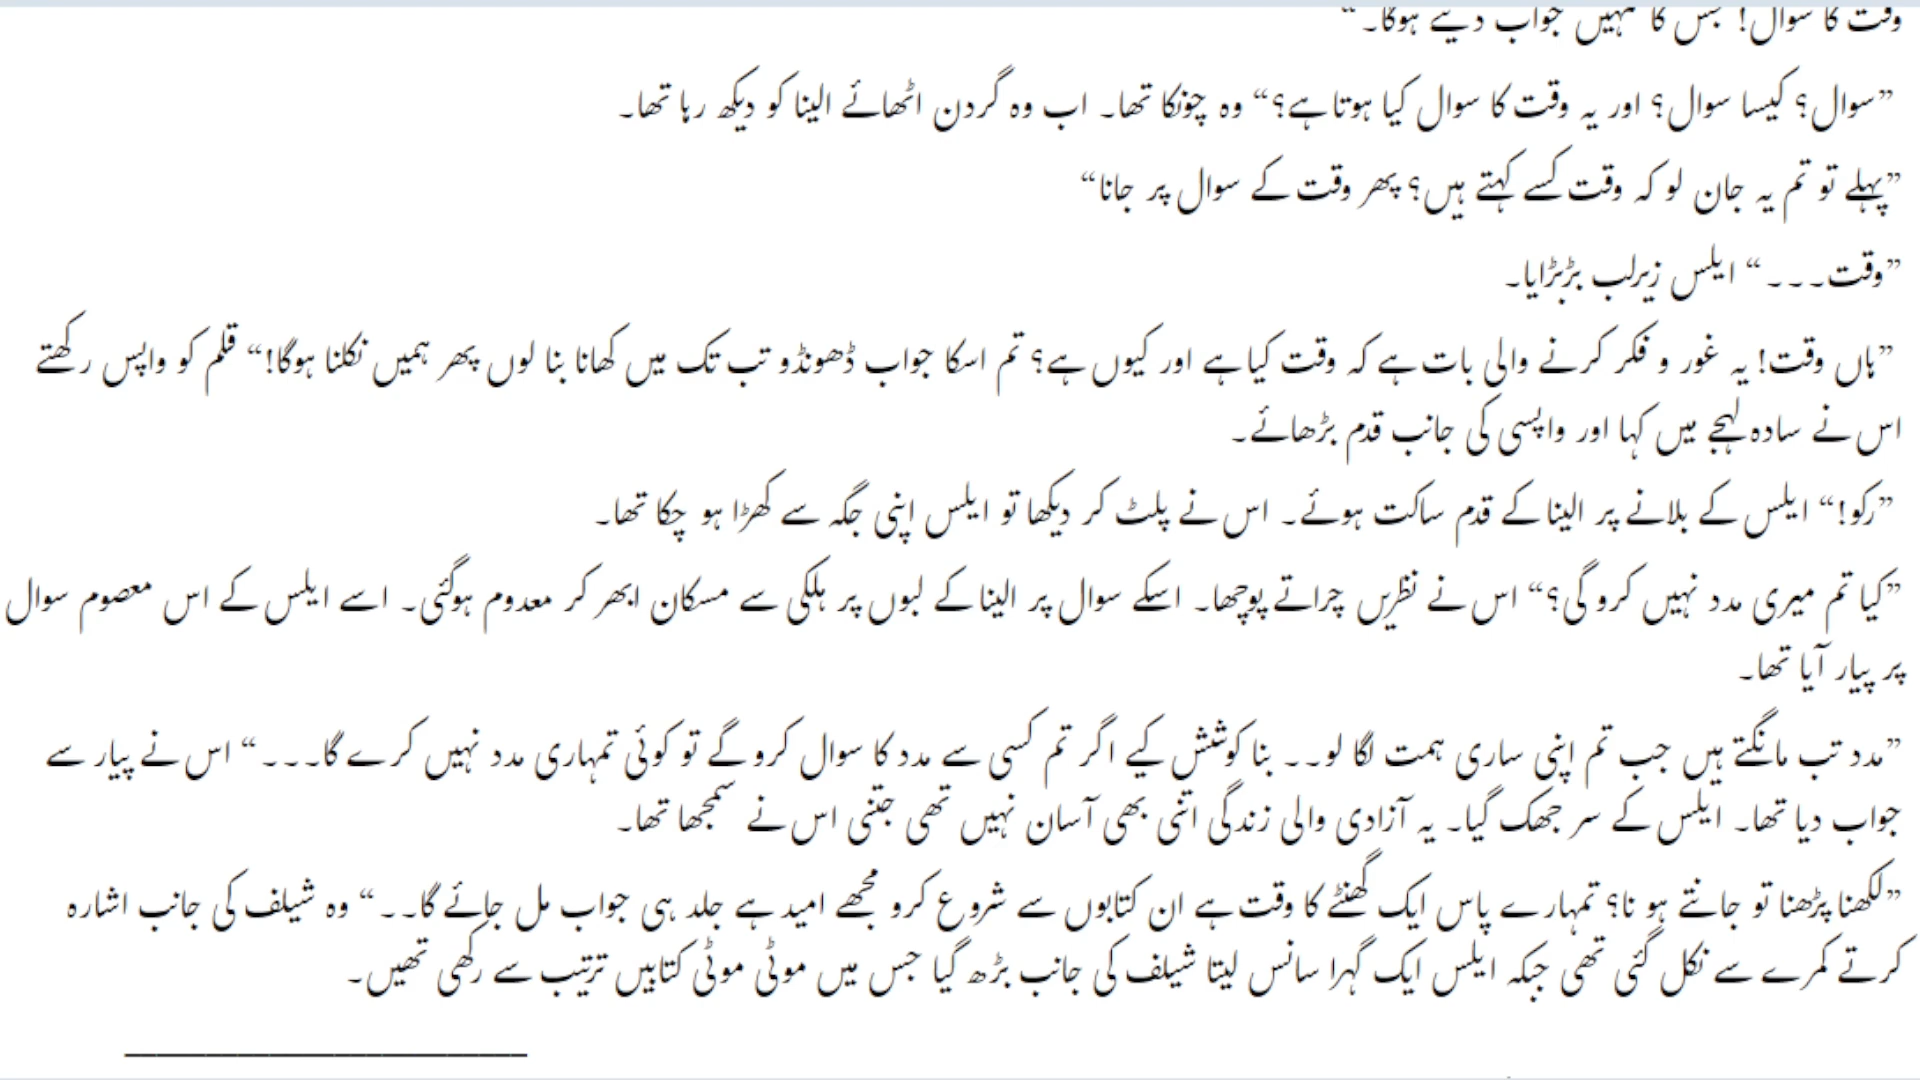 وقت کا سوال! جس کا تمہیں جواب دینے ہوگا۔“
”سوال؟ کیسا سوال؟ اور یہ وقت کا سوال کیا ہوتا ہے؟“ وہ چونکا تھا۔ اب وہ گردن اٹھائے الینا کو دیکھ رہا تھا۔
”پہلے تو تم یہ جان لو کہ وقت کسے کہتے ہیں؟ پھر وقت کے سوال پر جانا“
”وقت۔۔۔“ ایلس زیرلب بڑبڑایا۔
”ہاں وقت! یہ غور و فکر کرنے والی بات ہے کہ وقت کیا ہے اور کیوں ہے؟ تم اسکا جواب ڈھونڈو تب تک میں کھانا بنا لوں پھر ہمیں نکلنا ہوگا!“ قلم کو واپس رکھتے
اس نے سادہ لہجے میں کہا اور واپسی کی جانب قدم بڑھائے۔
”رکو!“ ایلس کے بلانے پر الینا کے قدم ساکت ہوئے۔ اس نے پلٹ کر دیکھا تو ایلس اپنی جگہ سے کھڑا ہو چکا تھا۔
”کیا تم میری مدد نہیں کرو گی؟“ اس نے نظریں چراتے پوچھا۔ اسکے سوال پر الینا کے لبوں پر ہلکی سے مسکان ابھر کر معدوم ہوگئی۔ اسے ایلس کے اس معصوم سوال
پر پیار آیا تھا۔
”مدد تب مانگتے ہیں جب تم اپنی ساری ہمت لگا لو۔۔ بنا کوشش کیے اگر تم کسی سے مدد کا سوال کرو گے تو کوئی تمہاری مدد نہیں کرے گا۔۔۔“ اس نے پیار سے
جواب دیا تھا۔ ایلس کے سر جھک گیا۔ یہ آزادی والی زندگی اتنی بھی آسان نہیں تھی جتنی اس نے سمجھا تھا۔
”لکھنا پڑھنا تو جانتے ہو نا؟ تمہارے پاس ایک گھنٹے کا وقت ہے ان کتابوں سے شروع کرو مجھے امید ہے جلد ہی جواب مل جائے گا۔۔“ وہ شیلف کی جانب اشارہ
کرتے کمرے سے نکل گئی تھی جبکہ ایلس ایک گہرا سانس لیتا شیلف کی جانب بڑھ گیا جس میں موٹی موٹی کتابیں ترتیب سے رکھی تھیں۔